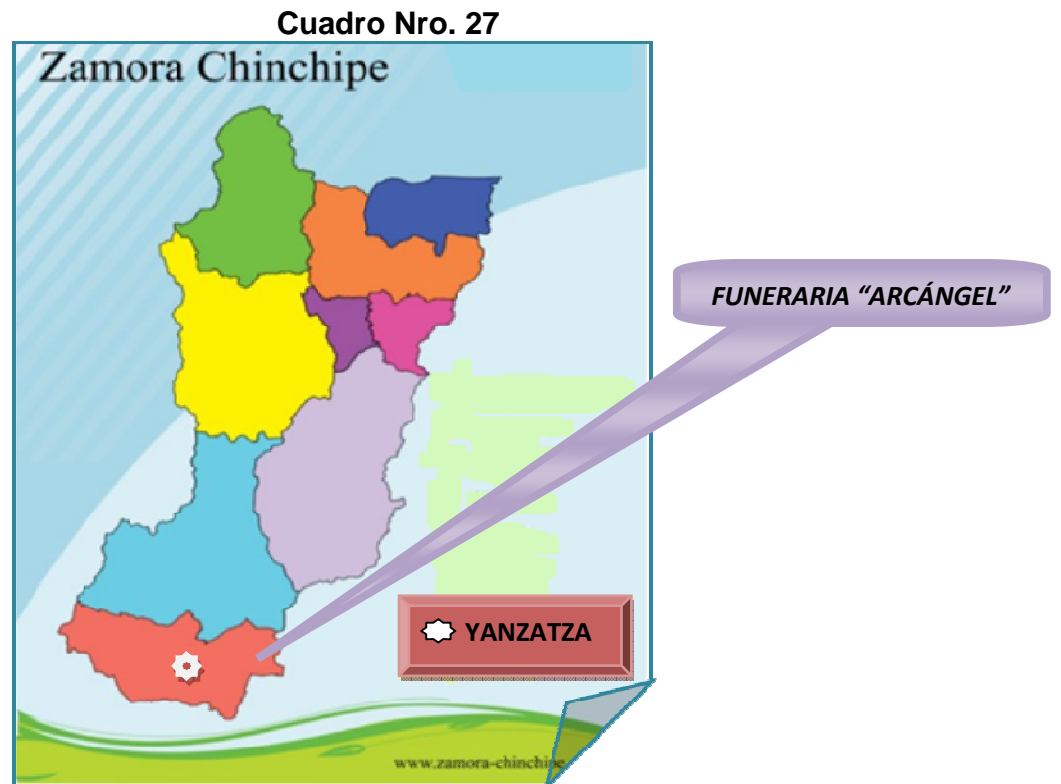 Cuadro Nro. 27
Zamora Chinchipe
FUNERARIA “ARCÁNGEL”
YANZATZA
www.zamora-chinchipe